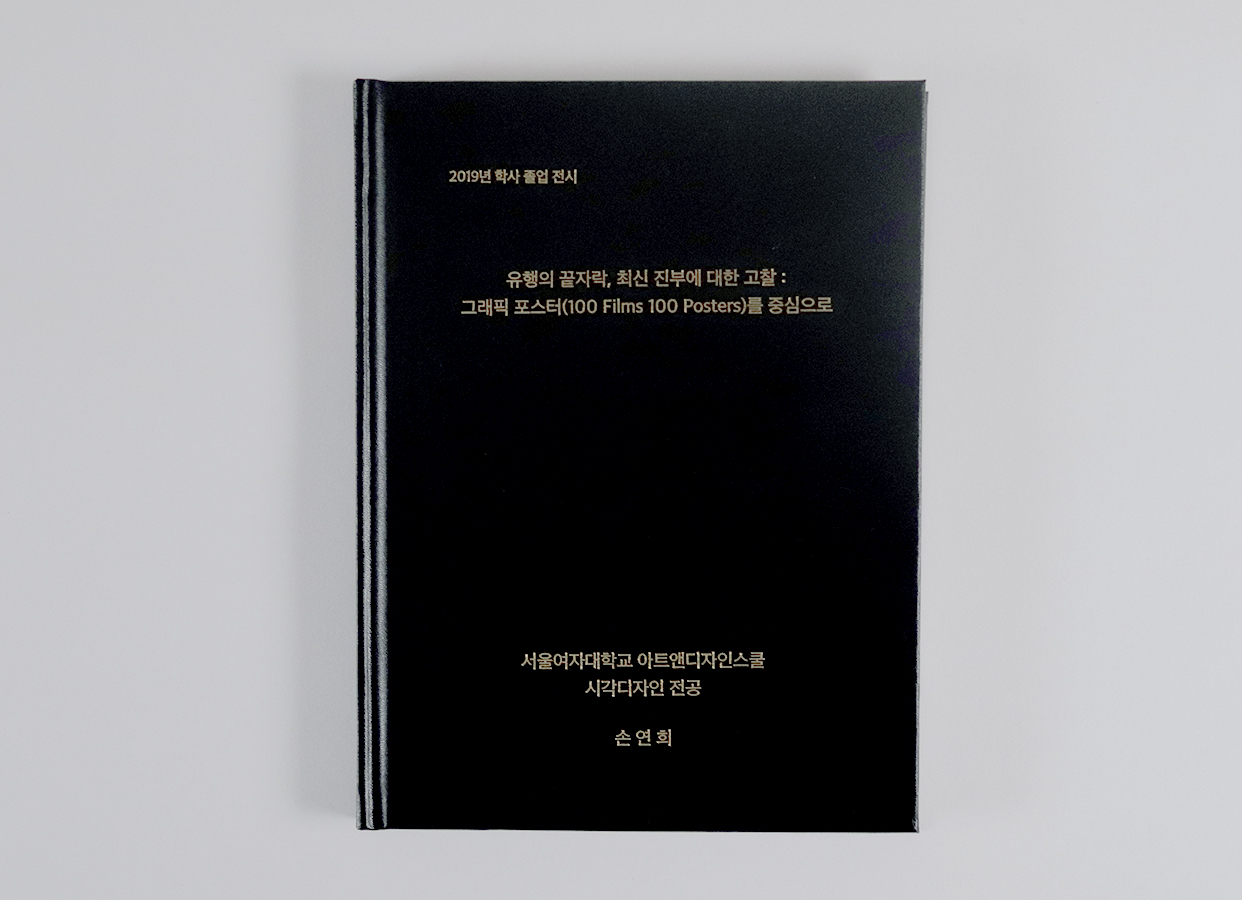 2019년 학사 졸업 전시
유행의 끝자락, 최신 진부에 대한 고찰 :
그래픽 포스터(100 Films 100 Posters)를 중심으로
서울여자대학교 아트앤디자인스쿨
시각디자인 전공
손 연 희